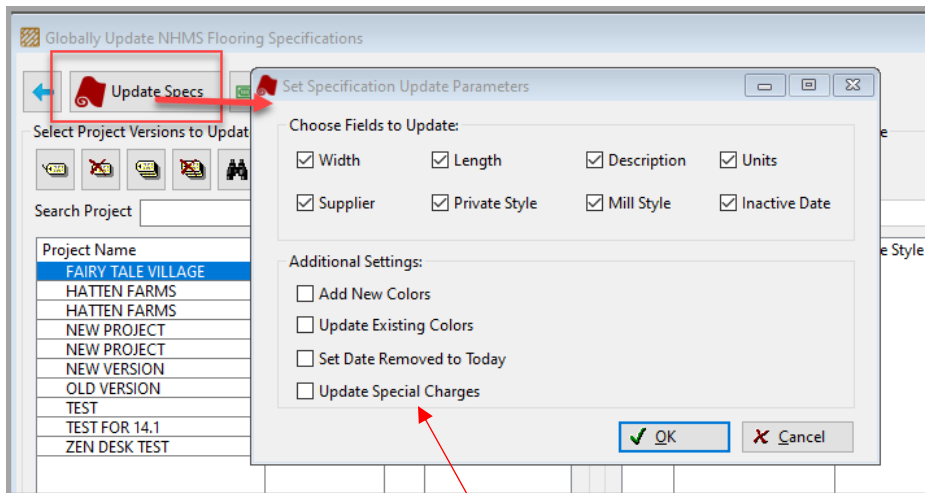 Globally Update NHMS Flooring Specifications
Update Specs
Set Specification Update Parameters
Select Project Versions to Updat
Choose Fields to Update:
Width Length Description Units
Supplier Private Style Mill Style Inactive Date
Search Project
Project Name
e Style
FAIRY TALE VILLAGE
HATTEN FARMS
HATTEN FARMS
NEW PROJECT
NEW PROJECT
NEW VERSION
OLD VERSION
TEST
TEST FOR 14.1
ZEN DESK TEST
Additional Settings:
Add New Colors
Update Existing Colors
Set Date Removed to Today
Update Special Charges
OK Cancel